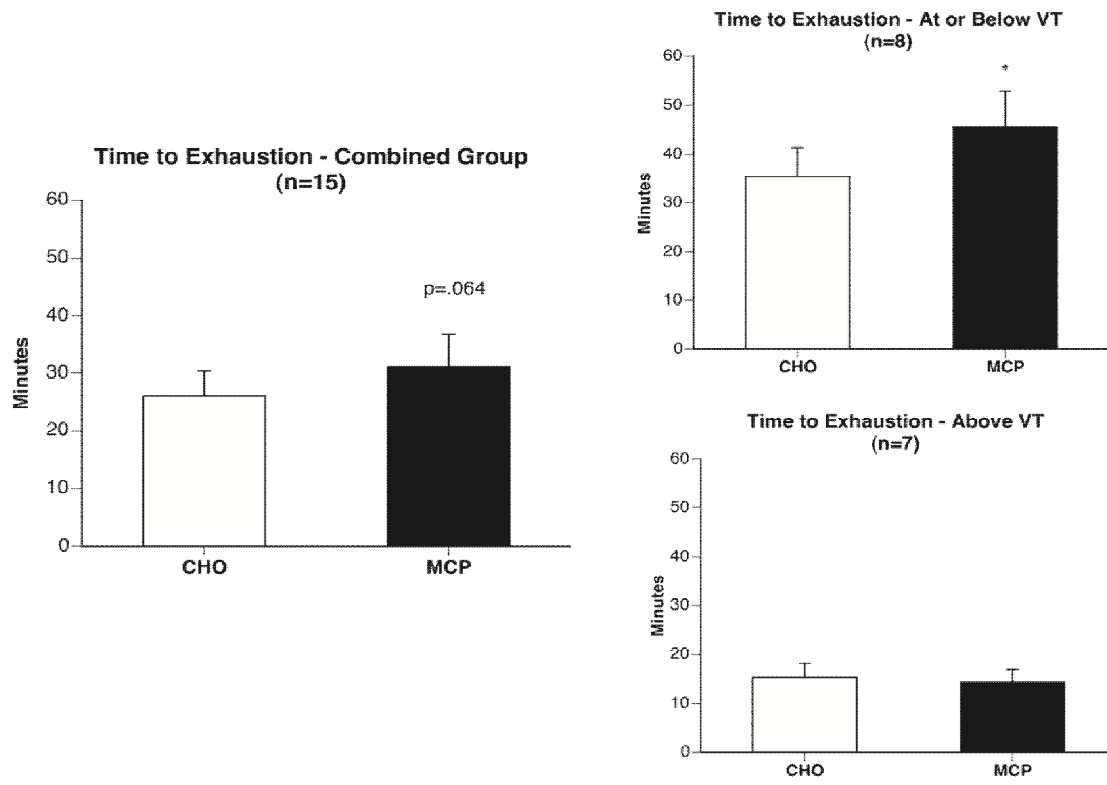 Time to Exhaustion - Combined Group
(n=15)
60
50
40
30
20
10
0
Minutes
p=.064
CHO
MCP
Time to Exhaustion - At or Below VT
(n=8)
60
50
40
30
20
10
0
Minutes
*
CHO
MCP
Time to Exhaustion - Above VT
(n=7)
60
50
40
30
20
10
0
Minutes
CHO
MCP